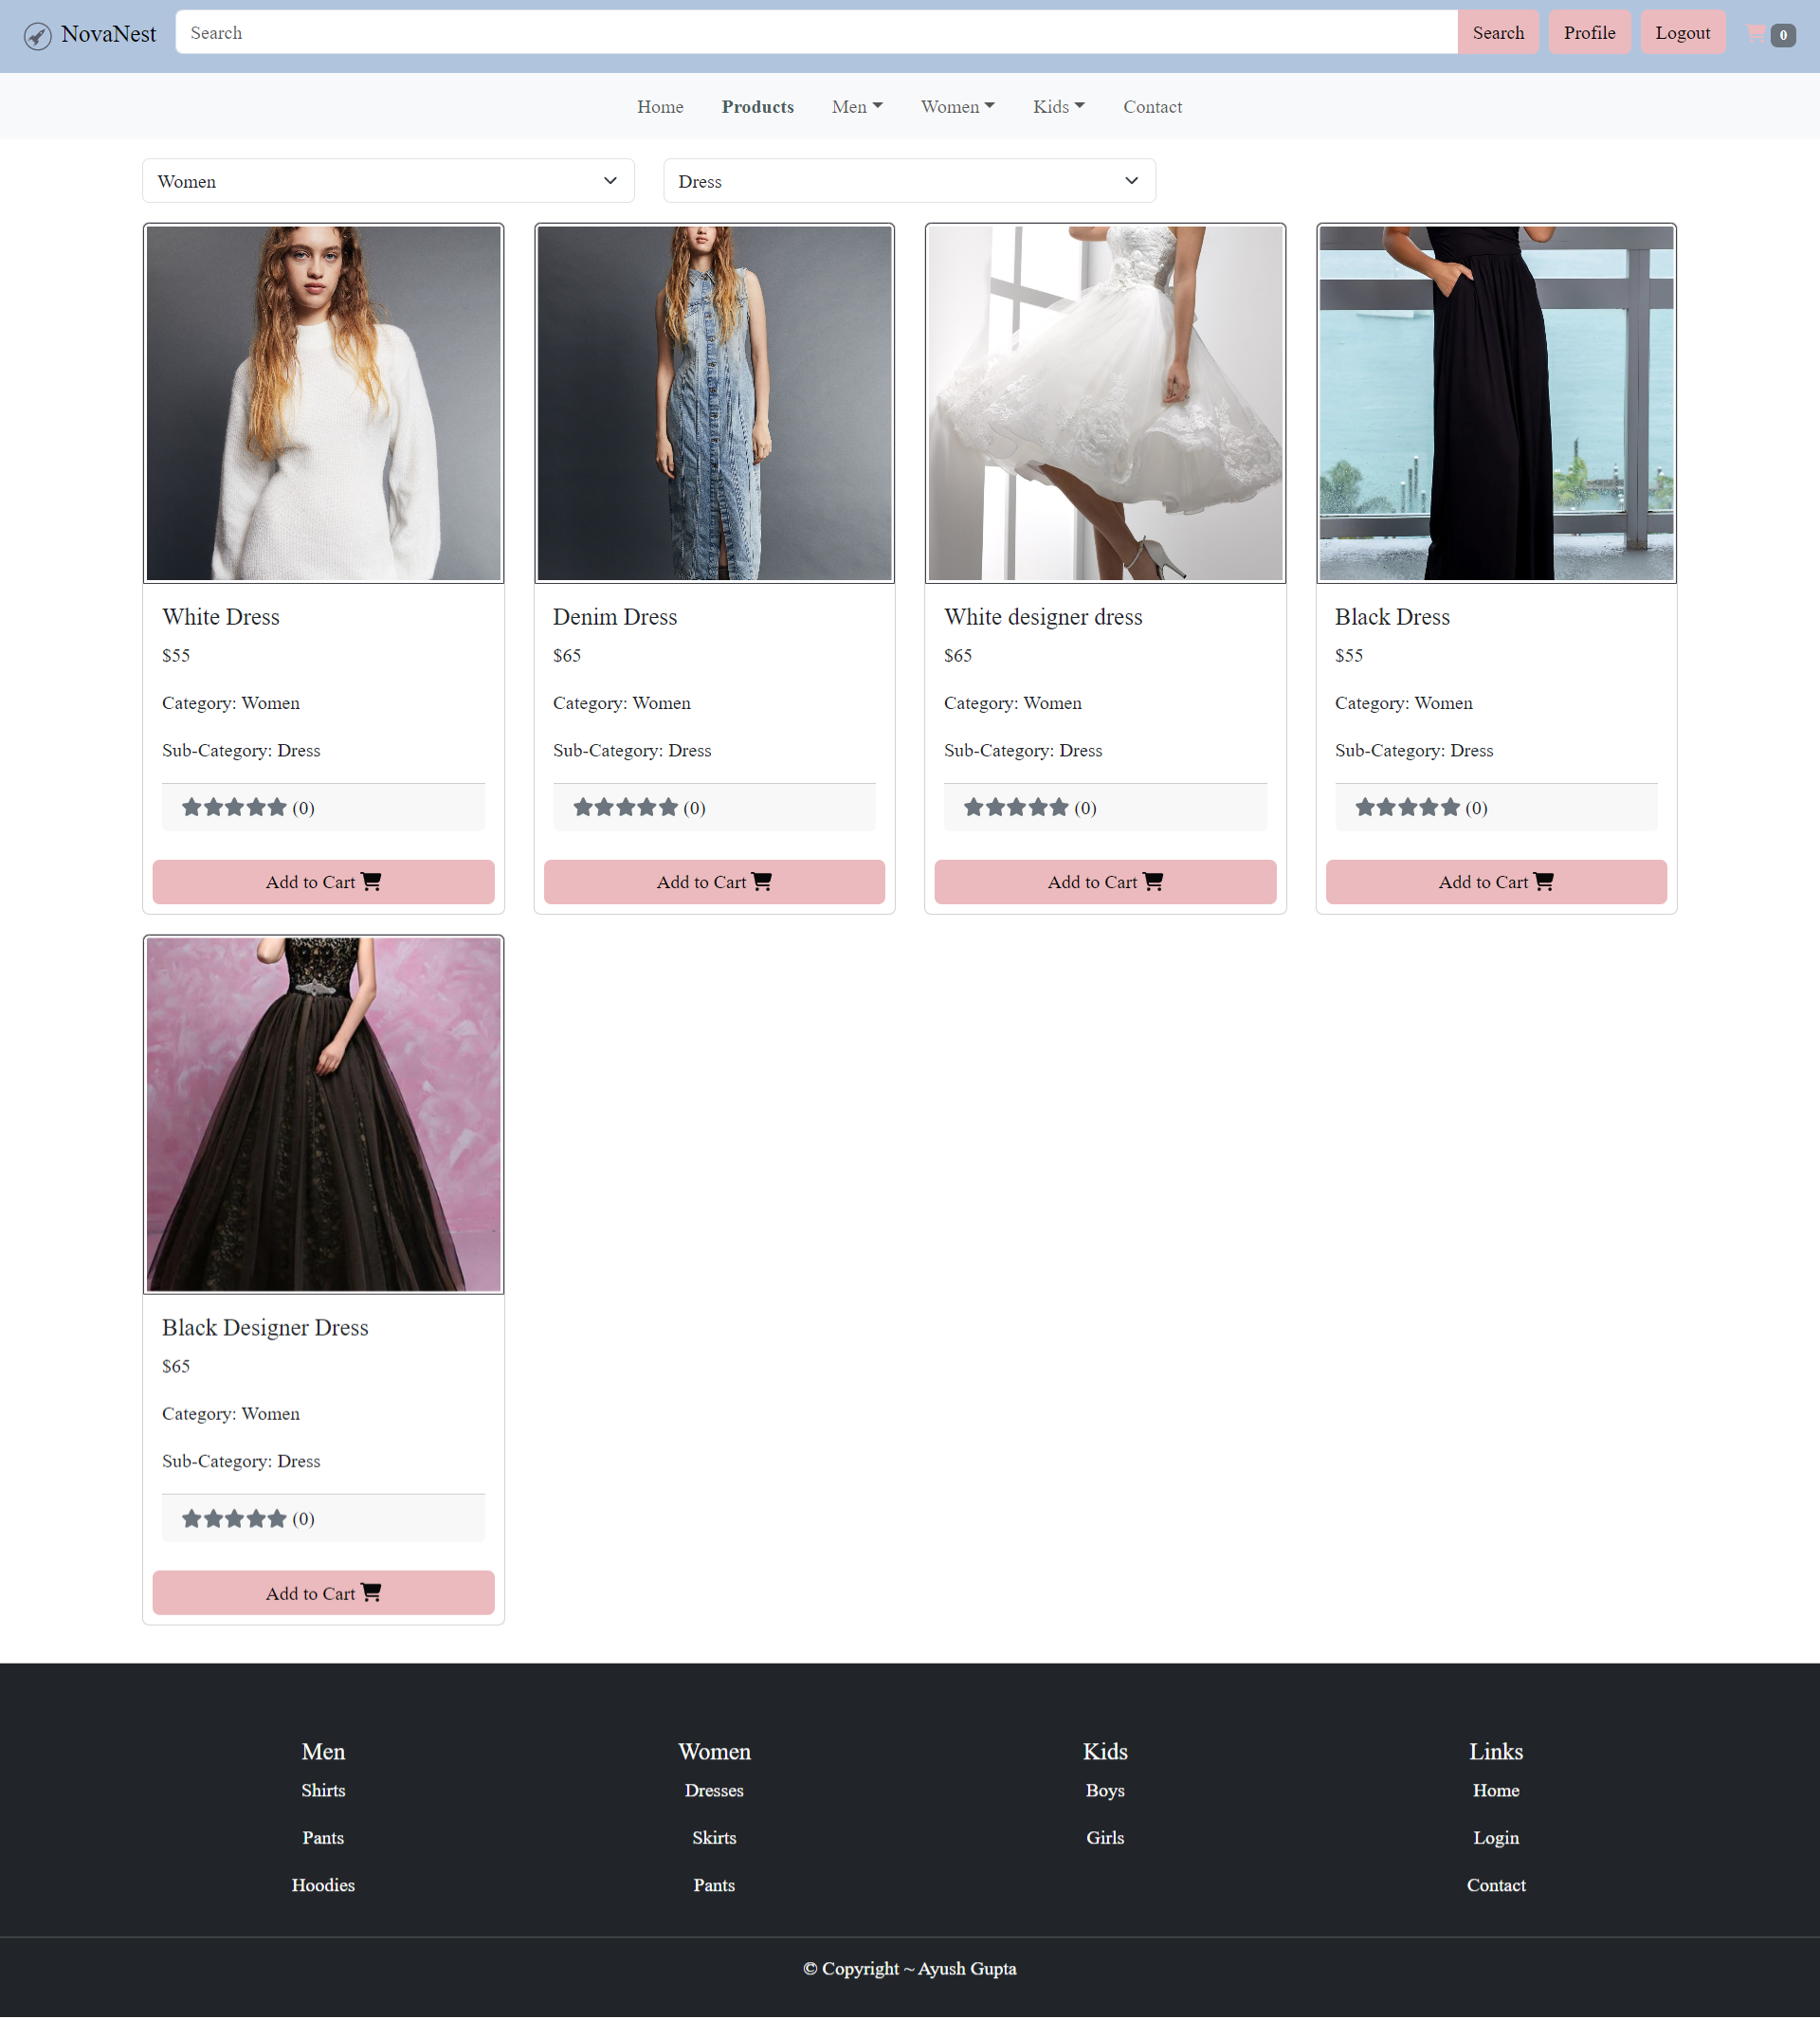 NovaNest Search Search Profile Logout 0
Home Products Men Women Kids Contact
Women Dress
White Dress
$55
Category: Women
Sub-Category: Dress
(0)
Add to Cart
Denim Dress
$65
Category: Women
Sub-Category: Dress
(0)
Add to Cart
White designer dress
$65
Category: Women
Sub-Category: Dress
(0)
Add to Cart
Black Dress
$55
Category: Women
Sub-Category: Dress
(0)
Add to Cart
Black Designer Dress
$65
Category: Women
Sub-Category: Dress
(0)
Add to Cart
Men
Shirts
Pants
Hoodies
Women
Dresses
Skirts
Pants
Kids
Boys
Girls
Links
Home
Login
Contact
© Copyright ~ Ayush Gupta